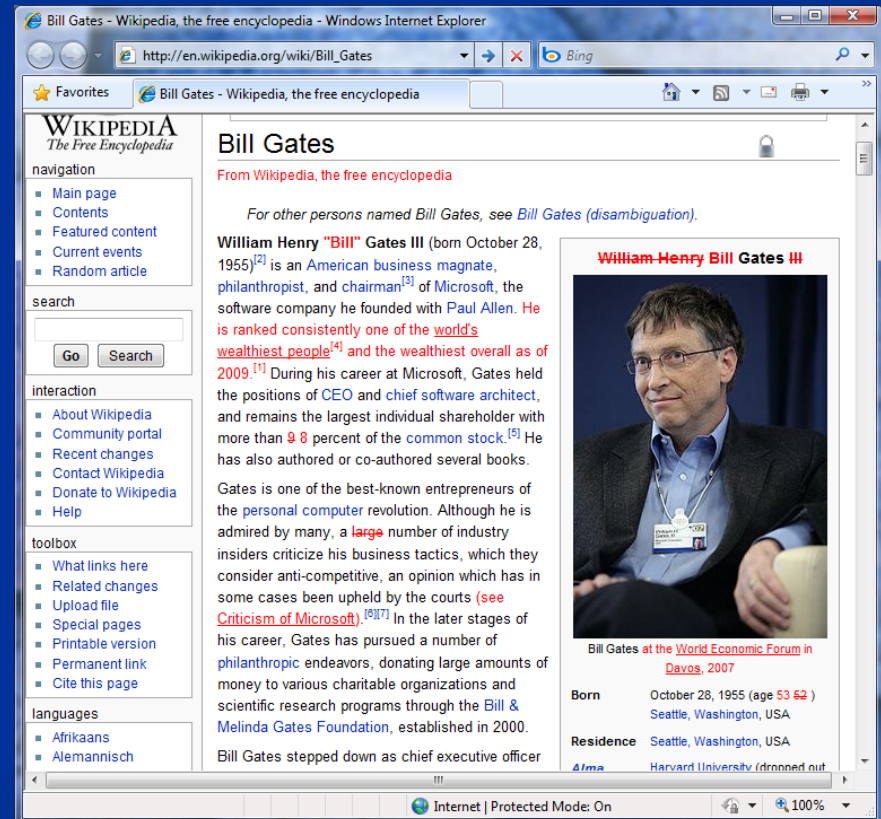 Bill Gates - Wikipedia, the free encyclopedia - Windows Internet Explorer
http://en.wikipedia.org/wiki/Bill_Gates
Bing
Favorites
Bill Gates - Wikipedia, the free encyclopedia
WIKIPEDIA
The Free Encyclopedia
navigation
Main page
Contents
Featured content
Current events
Random article
search
Go Search
interaction
About Wikipedia
Community portal
Recent changes
Contact Wikipedia
Donate to Wikipedia
Help
toolbox
What links here
Related changes
Upload file
Special pages
Printable version
Permanent link
Cite this page
languages
Afrikaans
Alemannisch
Bill Gates
From Wikipedia, the free encyclopedia
For other persons named Bill Gates, see Bill Gates (disambiguation).
William Henry "Bill" Gates III (born October 28,
1955)[2] is an American business magnate,
philanthropist, and chairman[3] of Microsoft, the
software company he founded with Paul Allen. He
is ranked consistently one of the world's
wealthiest people[4] and the wealthiest overall as of
2009.[1] During his career at Microsoft, Gates held
the positions of CEO and chief software architect,
and remains the largest individual shareholder with
more than 9 8 percent of the common stock.[5] He
has also authored or co-authored several books.
Gates is one of the best-known entrepreneurs of
the personal computer revolution. Although he is
admired by many, a large number of industry
insiders criticize his business tactics, which they
consider anti-competitive, an opinion which has in
some cases been upheld by the courts (see
Criticism of Microsoft).[6][7] In the later stages of
his career, Gates has pursued a number of
philanthropic endeavors, donating large amounts of
money to various charitable organizations and
scientific research programs through the Bill &
Melinda Gates Foundation, established in 2000.
Bill Gates stepped down as chief executive officer
William Henry Bill Gates III
Bill Gates at the World Economic Forum in
Davos, 2007
Born October 28, 1955 (age 53 52 )
Seattle, Washington, USA
Residence Seattle, Washington, USA
Alma Harvard University (dropped out
Internet | Protected Mode: On
100%